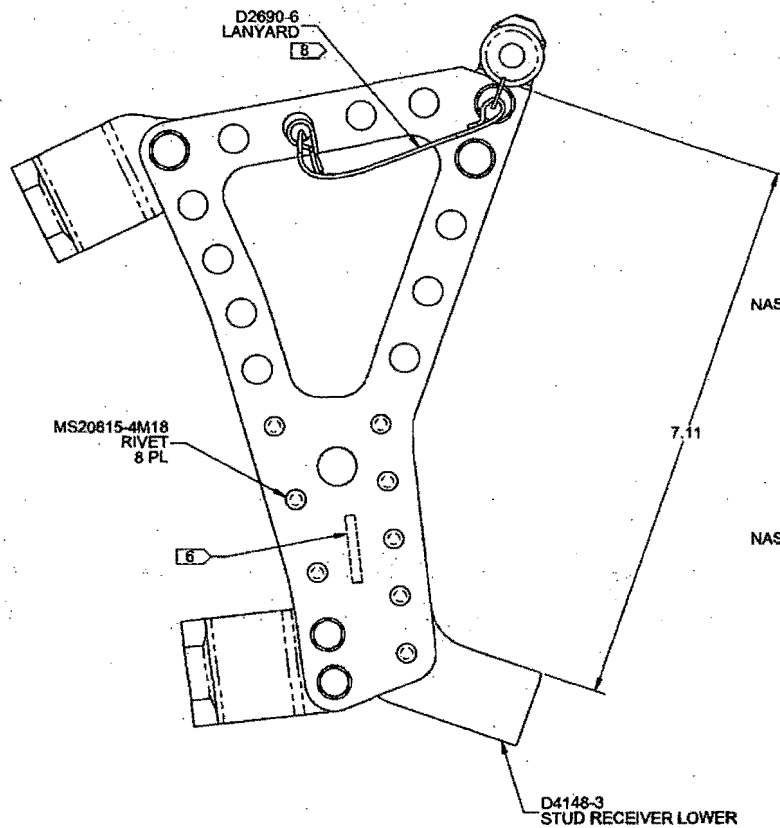 D2690-6
LANYARD
8
NAS
7.11
MS20615-4M18
RIVET
8 PL
NAS
6
D4148-3
STUD RECEIVER LOWER